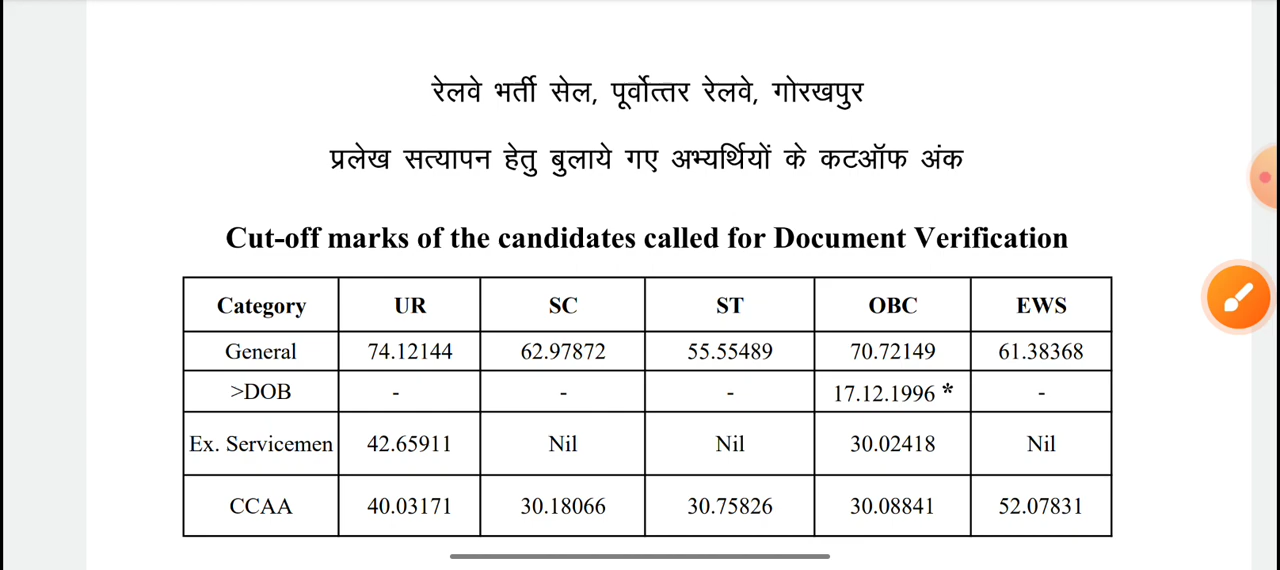 रेलवे भर्ती सेल, पूर्वोत्तर रेलवे, गोरखपुर
प्रलेख सत्यापन हेतु बुलाये गए अभ्यर्थियों के कटऑफ अंक
Cut-off marks of the candidates called for Document Verification
Category UR SC ST OBC EWS
General 74.12144 62.97872 55.55489 70.72149 61.38368
>DOB - - - 17.12.1996 * -
Ex. Servicemen 42.65911 Nil Nil 30.02418 Nil
CCAA 40.03171 30.18066 30.75826 30.08841 52.07831